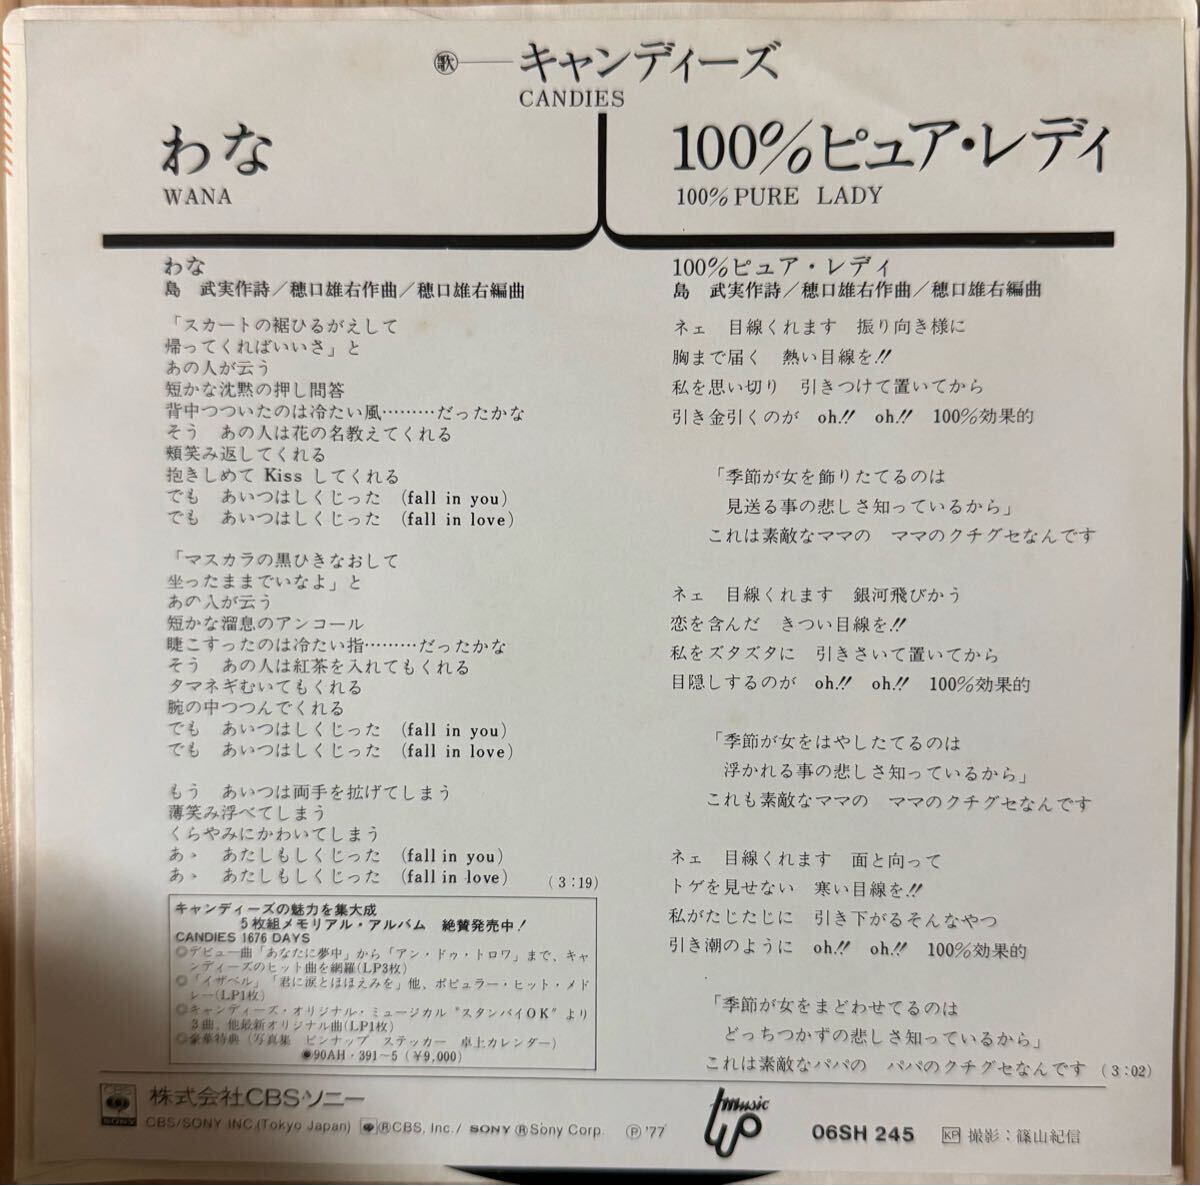 歌 キャンディーズ
CANDIES
わな
WANA
100%ピュア・レディ
100% PURE LADY
わな
島　武実作詩／穂口雄右作曲／穂口雄右編曲
「スカートの裾ひるがえして
帰ってくればいいさ」と
あの人が云う
短かな沈黙の押し問答
背中つついたのは冷たい風………だったかな
そう　あの人は花の名教えてくれる
頬笑み返してくれる
抱きしめて Kiss してくれる
でも　あいつはしくじった　(fall in you)
でも　あいつはしくじった　(fall in love)
「マスカラの黒ひきなおして
坐ったままでいなよ」と
あの人が云う
短かな溜息のアンコール
睫こすったのは冷たい指………だったかな
そう　あの人は紅茶を入れてもくれる
タマネギむいてもくれる
腕の中つつんでくれる
でも　あいつはしくじった　(fall in you)
でも　あいつはしくじった　(fall in love)
もう　あいつは両手を拡げてしまう
薄笑み浮べてしまう
くらやみにかわいてしまう
あゝ　あたしもしくじった　(fall in you)
あゝ　あたしもしくじった　(fall in love)　(3:19)
キャンディーズの魅力を集大成
5枚組メモリアル・アルバム　絶賛発売中！
CANDIES 1676 DAYS
◎デビュー曲「あなたに夢中」から「アン・ドゥ・トロワ」まで、キャ
ンディーズのヒット曲を網羅(LP3枚)
◎「イザベル」「君に涙とほほえみを」他、ポピュラー・ヒット・メド
レー(LP1枚)
◎キャンディーズ・オリジナル・ミュージカル“スタンバイOK”より
3曲、他最新オリジナル曲(LP1枚)
◎豪華特典（写真集　ピンナップ　ステッカー　卓上カレンダー）
●90AH・391〜5 (￥9,000)
100%ピュア・レディ
島　武実作詩／穂口雄右作曲／穂口雄右編曲
ネェ　目線くれます　振り向き様に
胸まで届く　熱い目線を!!
私を思い切り　引きつけて置いてから
引き金引くのが　oh!!　oh!!　100%効果的
「季節が女を飾りたてるのは
見送る事の悲しさ知っているから」
これは素敵なママの　ママのクチグセなんです
ネェ　目線くれます　銀河飛びかう
恋を含んだ　きつい目線を!!
私をズタズタに　引きさいて置いてから
目隠しするのが　oh!!　oh!!　100%効果的
「季節が女をはやしたてるのは
浮かれる事の悲しさ知っているから」
これも素敵なママの　ママのクチグセなんです
ネェ　目線くれます　面と向って
トゲを見せない　寒い目線を!!
私がたじたじに　引き下がるそんなやつ
引き潮のように　oh!!　oh!!　100%効果的
「季節が女をまどわせてるのは
どっちつかずの悲しさ知っているから」
これは素敵なパパの　パパのクチグセなんです　(3:02)
CBS SONY 株式会社CBS・ソニー
CBS/SONY INC.(Tokyo Japan) ⓇCBS, Inc./ SONY ⓇSony Corp. Ⓟ'77
music up
06SH 245
KP 撮影：篠山紀信